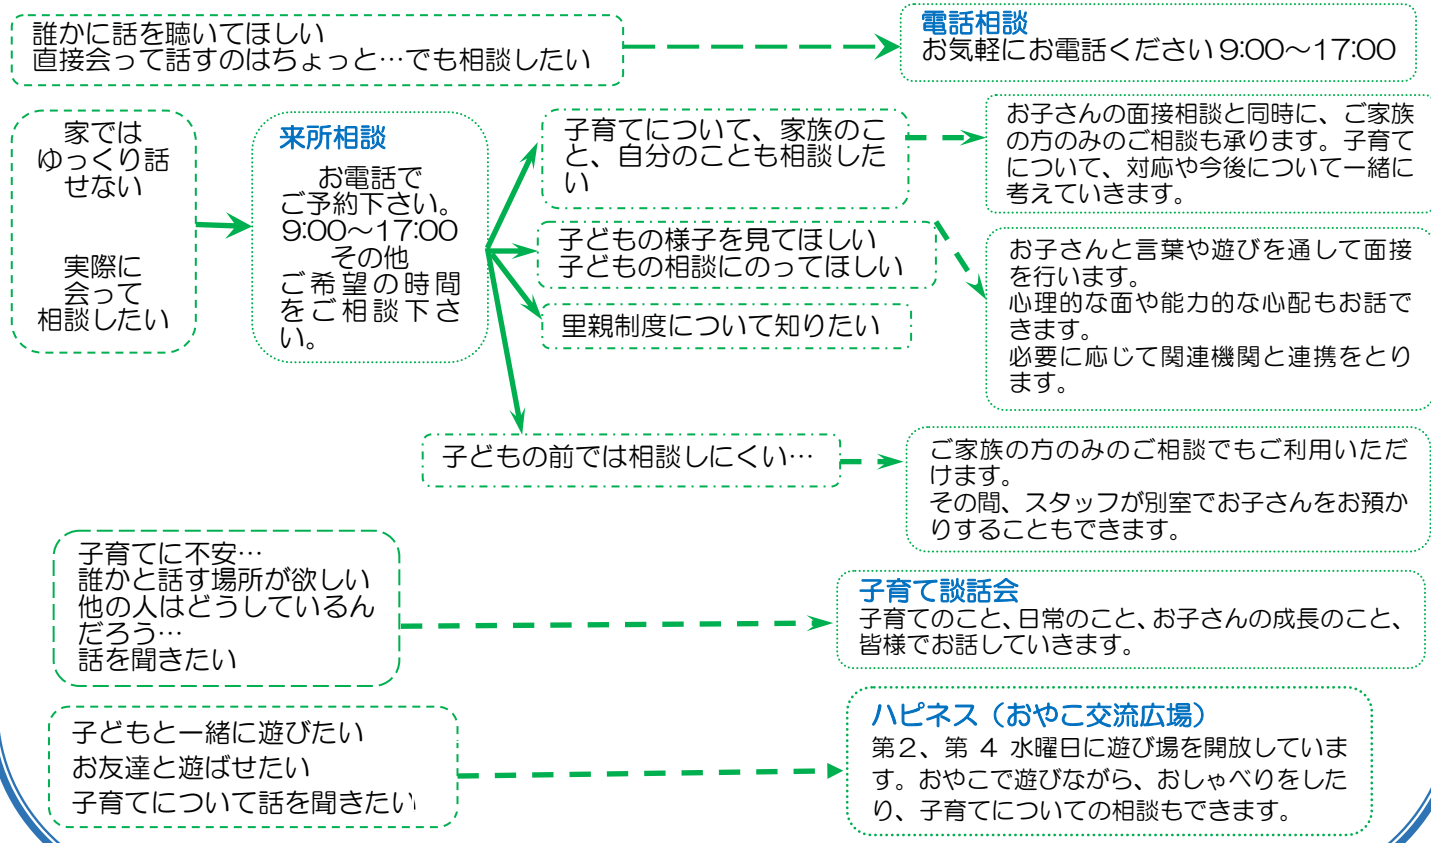 誰かに話を聴いてほしい
直接会って話すのはちょっと…でも相談したい
電話相談
お気軽にお電話ください9:00～17:00
家では
ゆっくり話
せない
実際に
会って
相談したい
来所相談
お電話で
ご予約下さい。
9:00～17:00
その他
ご希望の時間
をご相談下さ
い。
子育てについて、家族のこ
と、自分のことも相談した
い
お子さんの面接相談と同時に、ご家族
の方のみのご相談も承ります。子育て
について、対応や今後について一緒に
考えていきます。
子どもの様子を見てほしい
子どもの相談にのってほしい
お子さんと言葉や遊びを通して面接
を行います。
心理的な面や能力的な心配もお話で
きます。
必要に応じて関連機関と連携をとり
ます。
里親制度について知りたい
子どもの前では相談しにくい…
ご家族の方のみのご相談でもご利用いただ
けます。
その間、スタッフが別室でお子さんをお預か
りすることもできます。
子育てに不安…
誰かと話す場所が欲しい
他の人はどうしているん
だろう…
話を聞きたい
子育て談話会
子育てのこと、日常のこと、お子さんの成長のこと、
皆様でお話していきます。
子どもと一緒に遊びたい
お友達と遊ばせたい
子育てについて話を聞きたい
ハピネス（おやこ交流広場）
第2、第 4 水曜日に遊び場を開放していま
す。おやこで遊びながら、おしゃべりをした
り、子育てについての相談もできます。